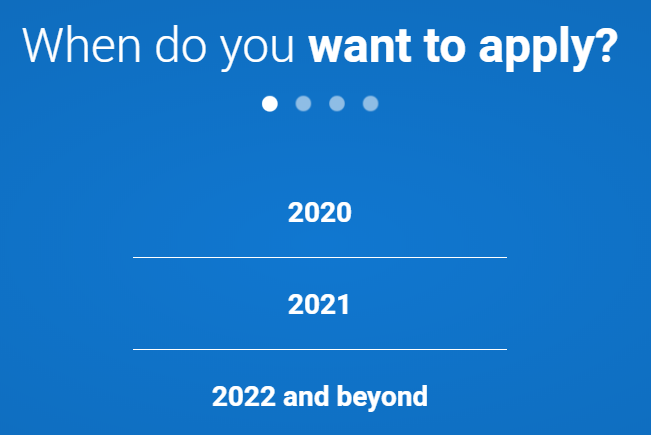 When do you want to apply?
2020
2021
2022 and beyond